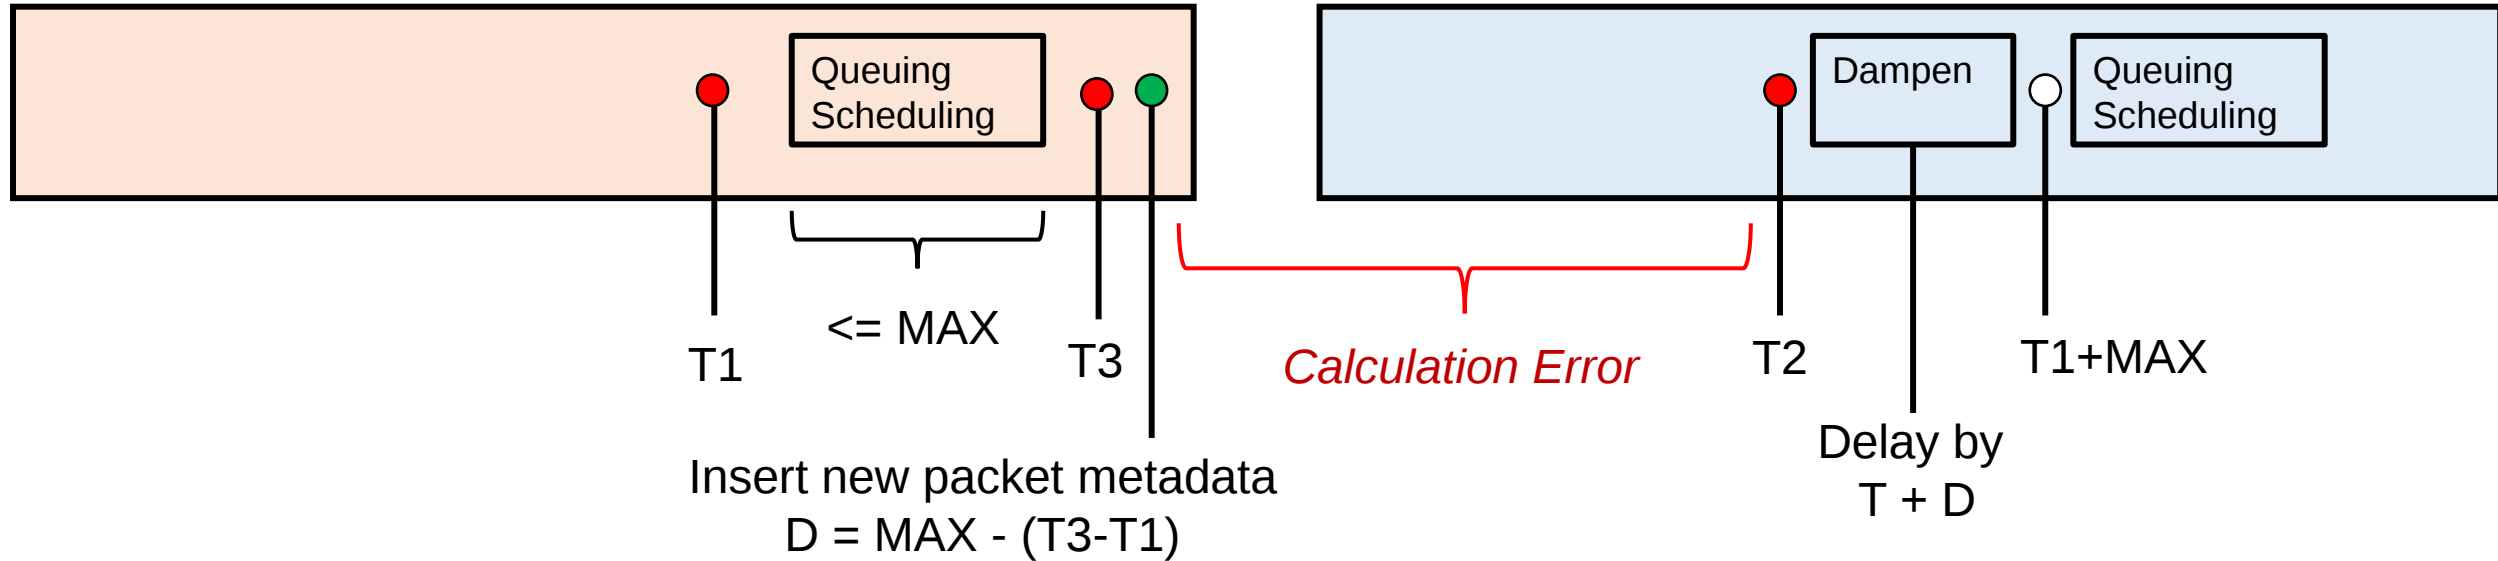 Queuing
Scheduling
Dampen
Queuing
Scheduling
<= MAX
T1
T3
Calculation Error
T2
T1+MAX
Delay by
T + D
Insert new packet metadata
D = MAX - (T3-T1)